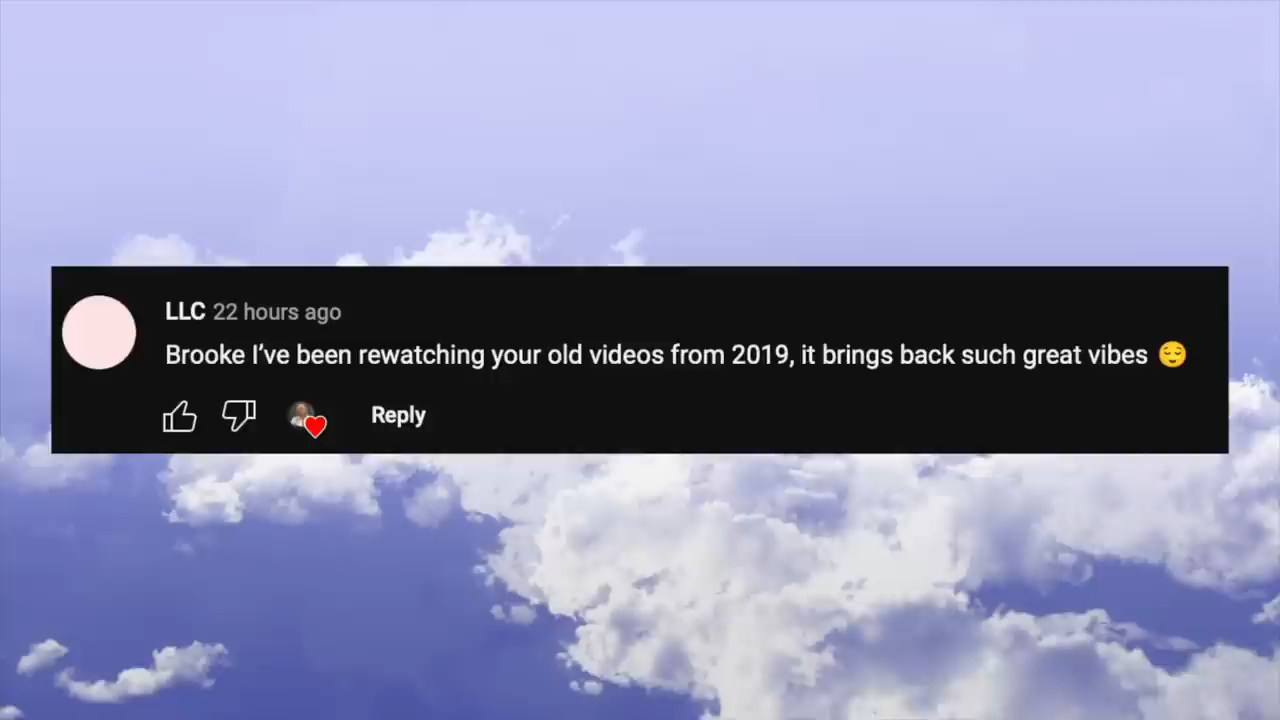 LLC 22 hours ago
Brooke I’ve been rewatching your old videos from 2019, it brings back such great vibes 😌
Reply